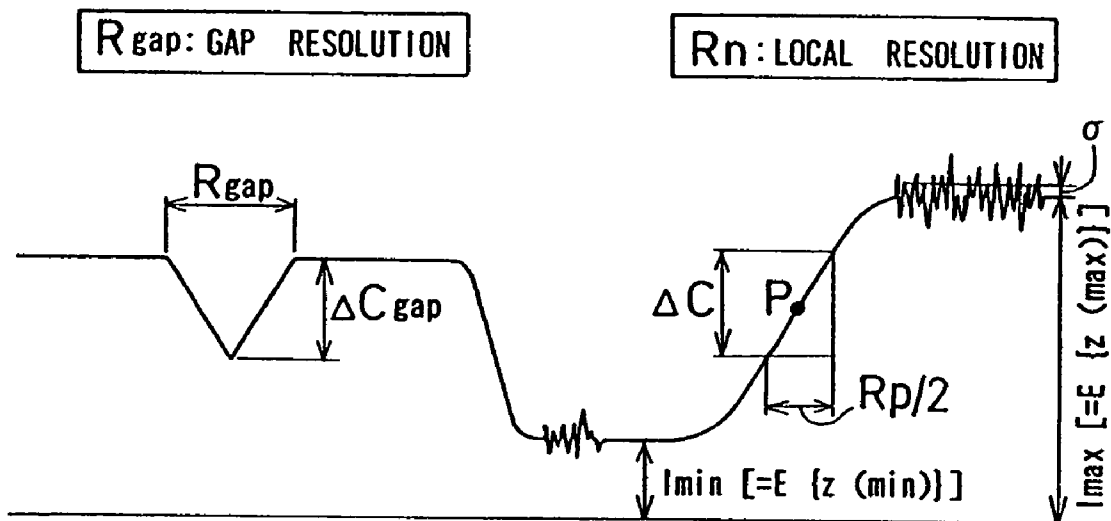 Rgap: GAP RESOLUTION
Rn: LOCAL RESOLUTION
σ
Rgap
ΔCgap
ΔC
P
Rp/2
Imin [=E {z (min)}]
Imax [=E {z (max)}]